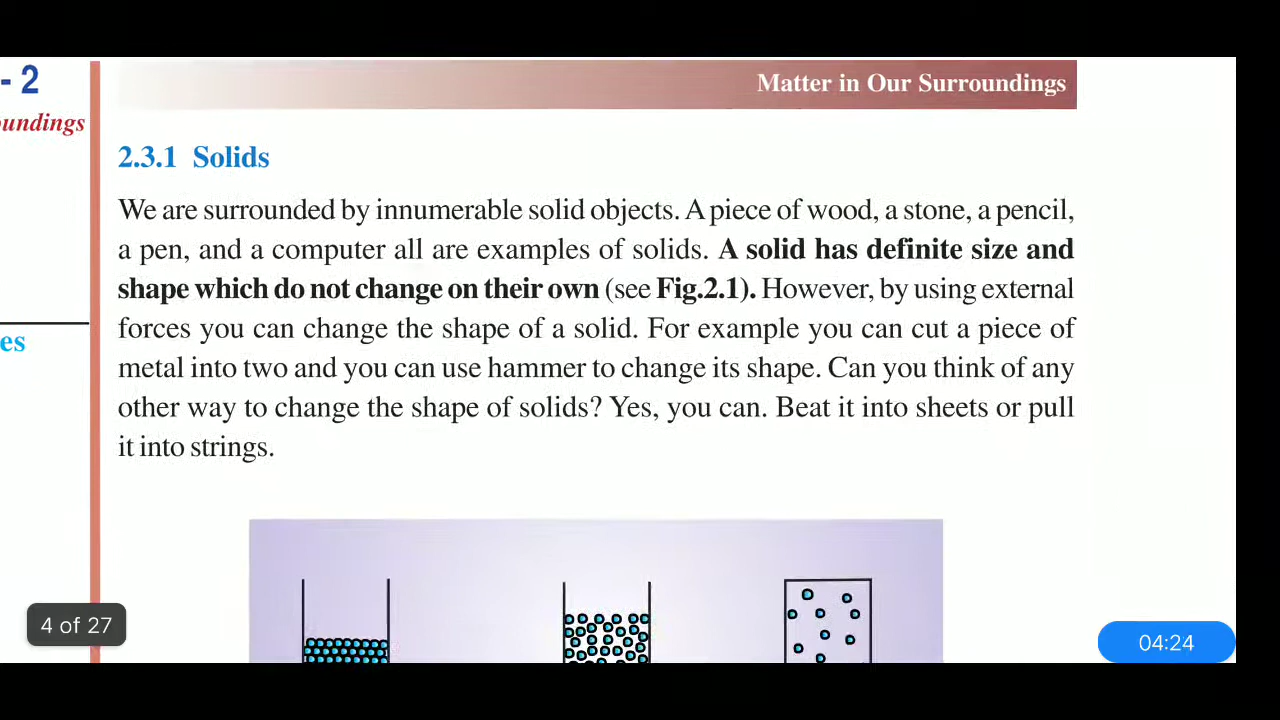 - 2
oundings
es
Matter in Our Surroundings
2.3.1 Solids
We are surrounded by innumerable solid objects. A piece of wood, a stone, a pencil,
a pen, and a computer all are examples of solids. A solid has definite size and
shape which do not change on their own (see Fig.2.1). However, by using external
forces you can change the shape of a solid. For example you can cut a piece of
metal into two and you can use hammer to change its shape. Can you think of any
other way to change the shape of solids? Yes, you can. Beat it into sheets or pull
it into strings.
4 of 27
04:24